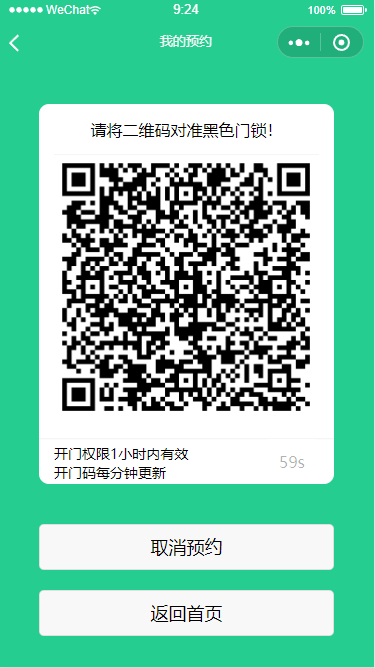 WeChat 9:24 100%
我的预约
请将二维码对准黑色门锁!
开门权限1小时内有效
59s
开门码每分钟更新
取消预约
返回首页